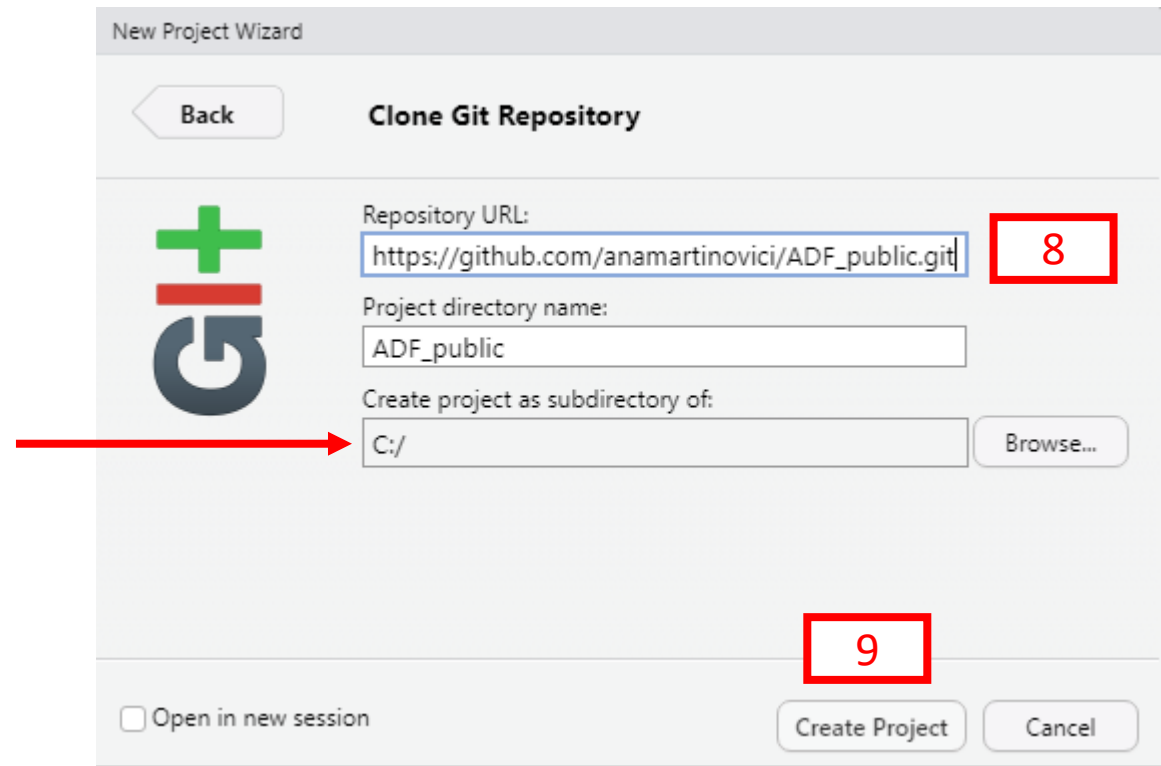 New Project Wizard
Back
Clone Git Repository
Repository URL:
https://github.com/anamartinovici/ADF_public.git
8
Project directory name:
ADF_public
Create project as subdirectory of:
C:/
Browse...
9
Open in new session
Create Project
Cancel
GIt